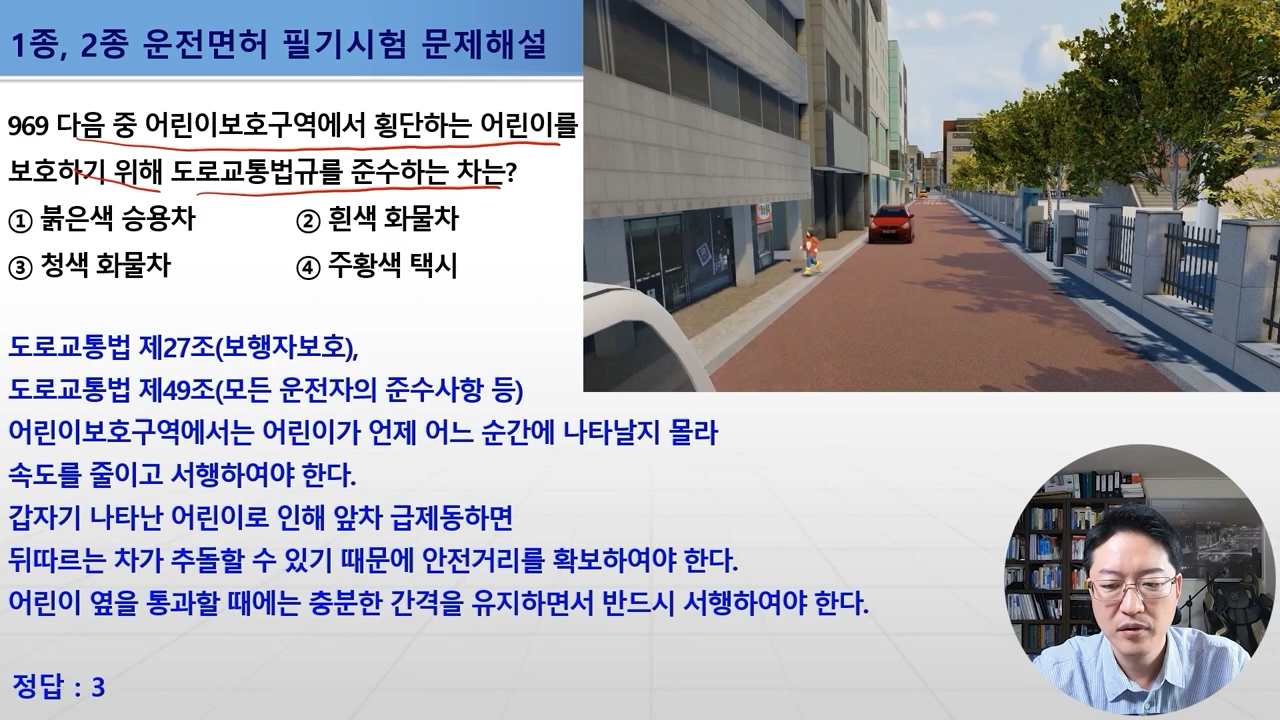 1종, 2종 운전면허 필기시험 문제해설
969 다음 중 어린이보호구역에서 횡단하는 어린이를
보호하기 위해 도로교통법규를 준수하는 차는?
① 붉은색 승용차 ② 흰색 화물차
③ 청색 화물차 ④ 주황색 택시
도로교통법 제27조(보행자보호),
도로교통법 제49조(모든 운전자의 준수사항 등)
어린이보호구역에서는 어린이가 언제 어느 순간에 나타날지 몰라
속도를 줄이고 서행하여야 한다.
갑자기 나타난 어린이로 인해 앞차 급제동하면
뒤따르는 차가 추돌할 수 있기 때문에 안전거리를 확보하여야 한다.
어린이 옆을 통과할 때에는 충분한 간격을 유지하면서 반드시 서행하여야 한다.
정답 : 3